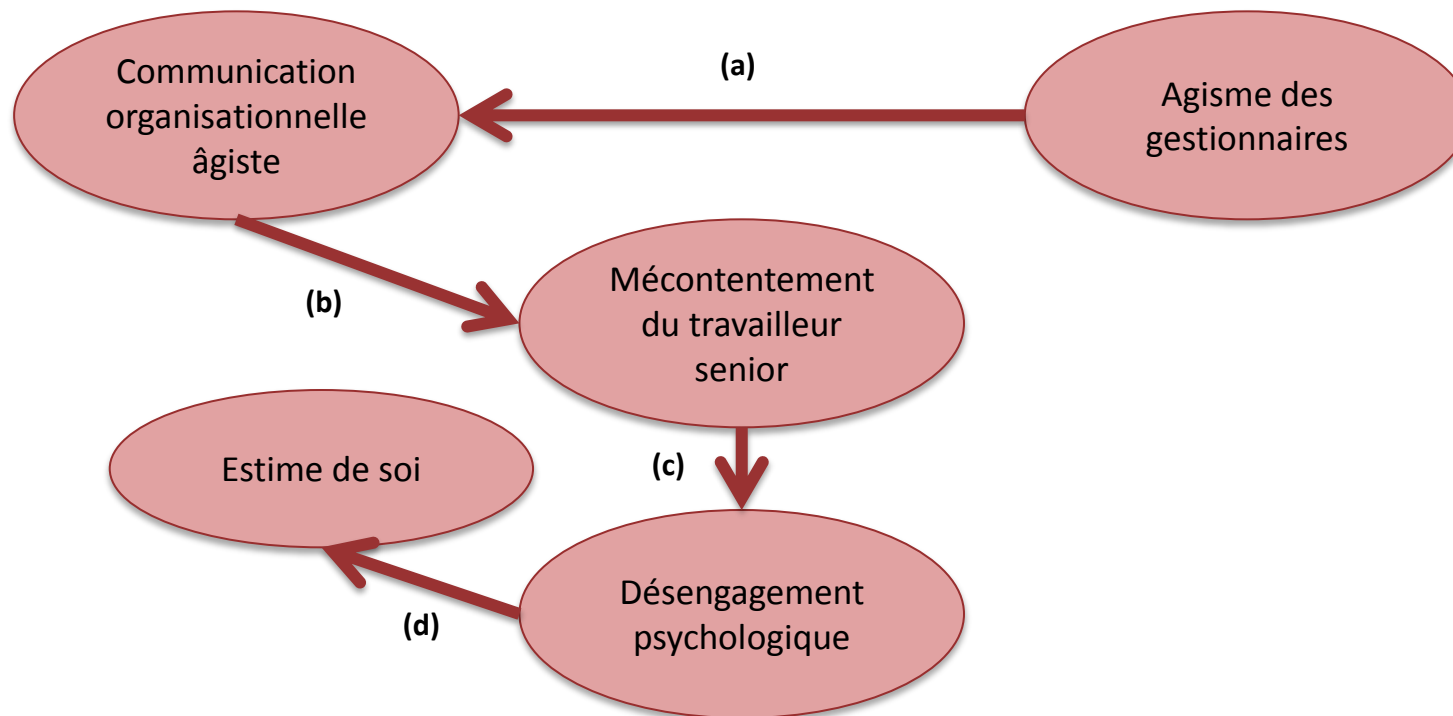 Communication
organisationnelle
âgiste
(a)
Agisme des
gestionnaires
(b)
Mécontentement
du travailleur
senior
Estime de soi
(c)
(d)
Désengagement
psychologique